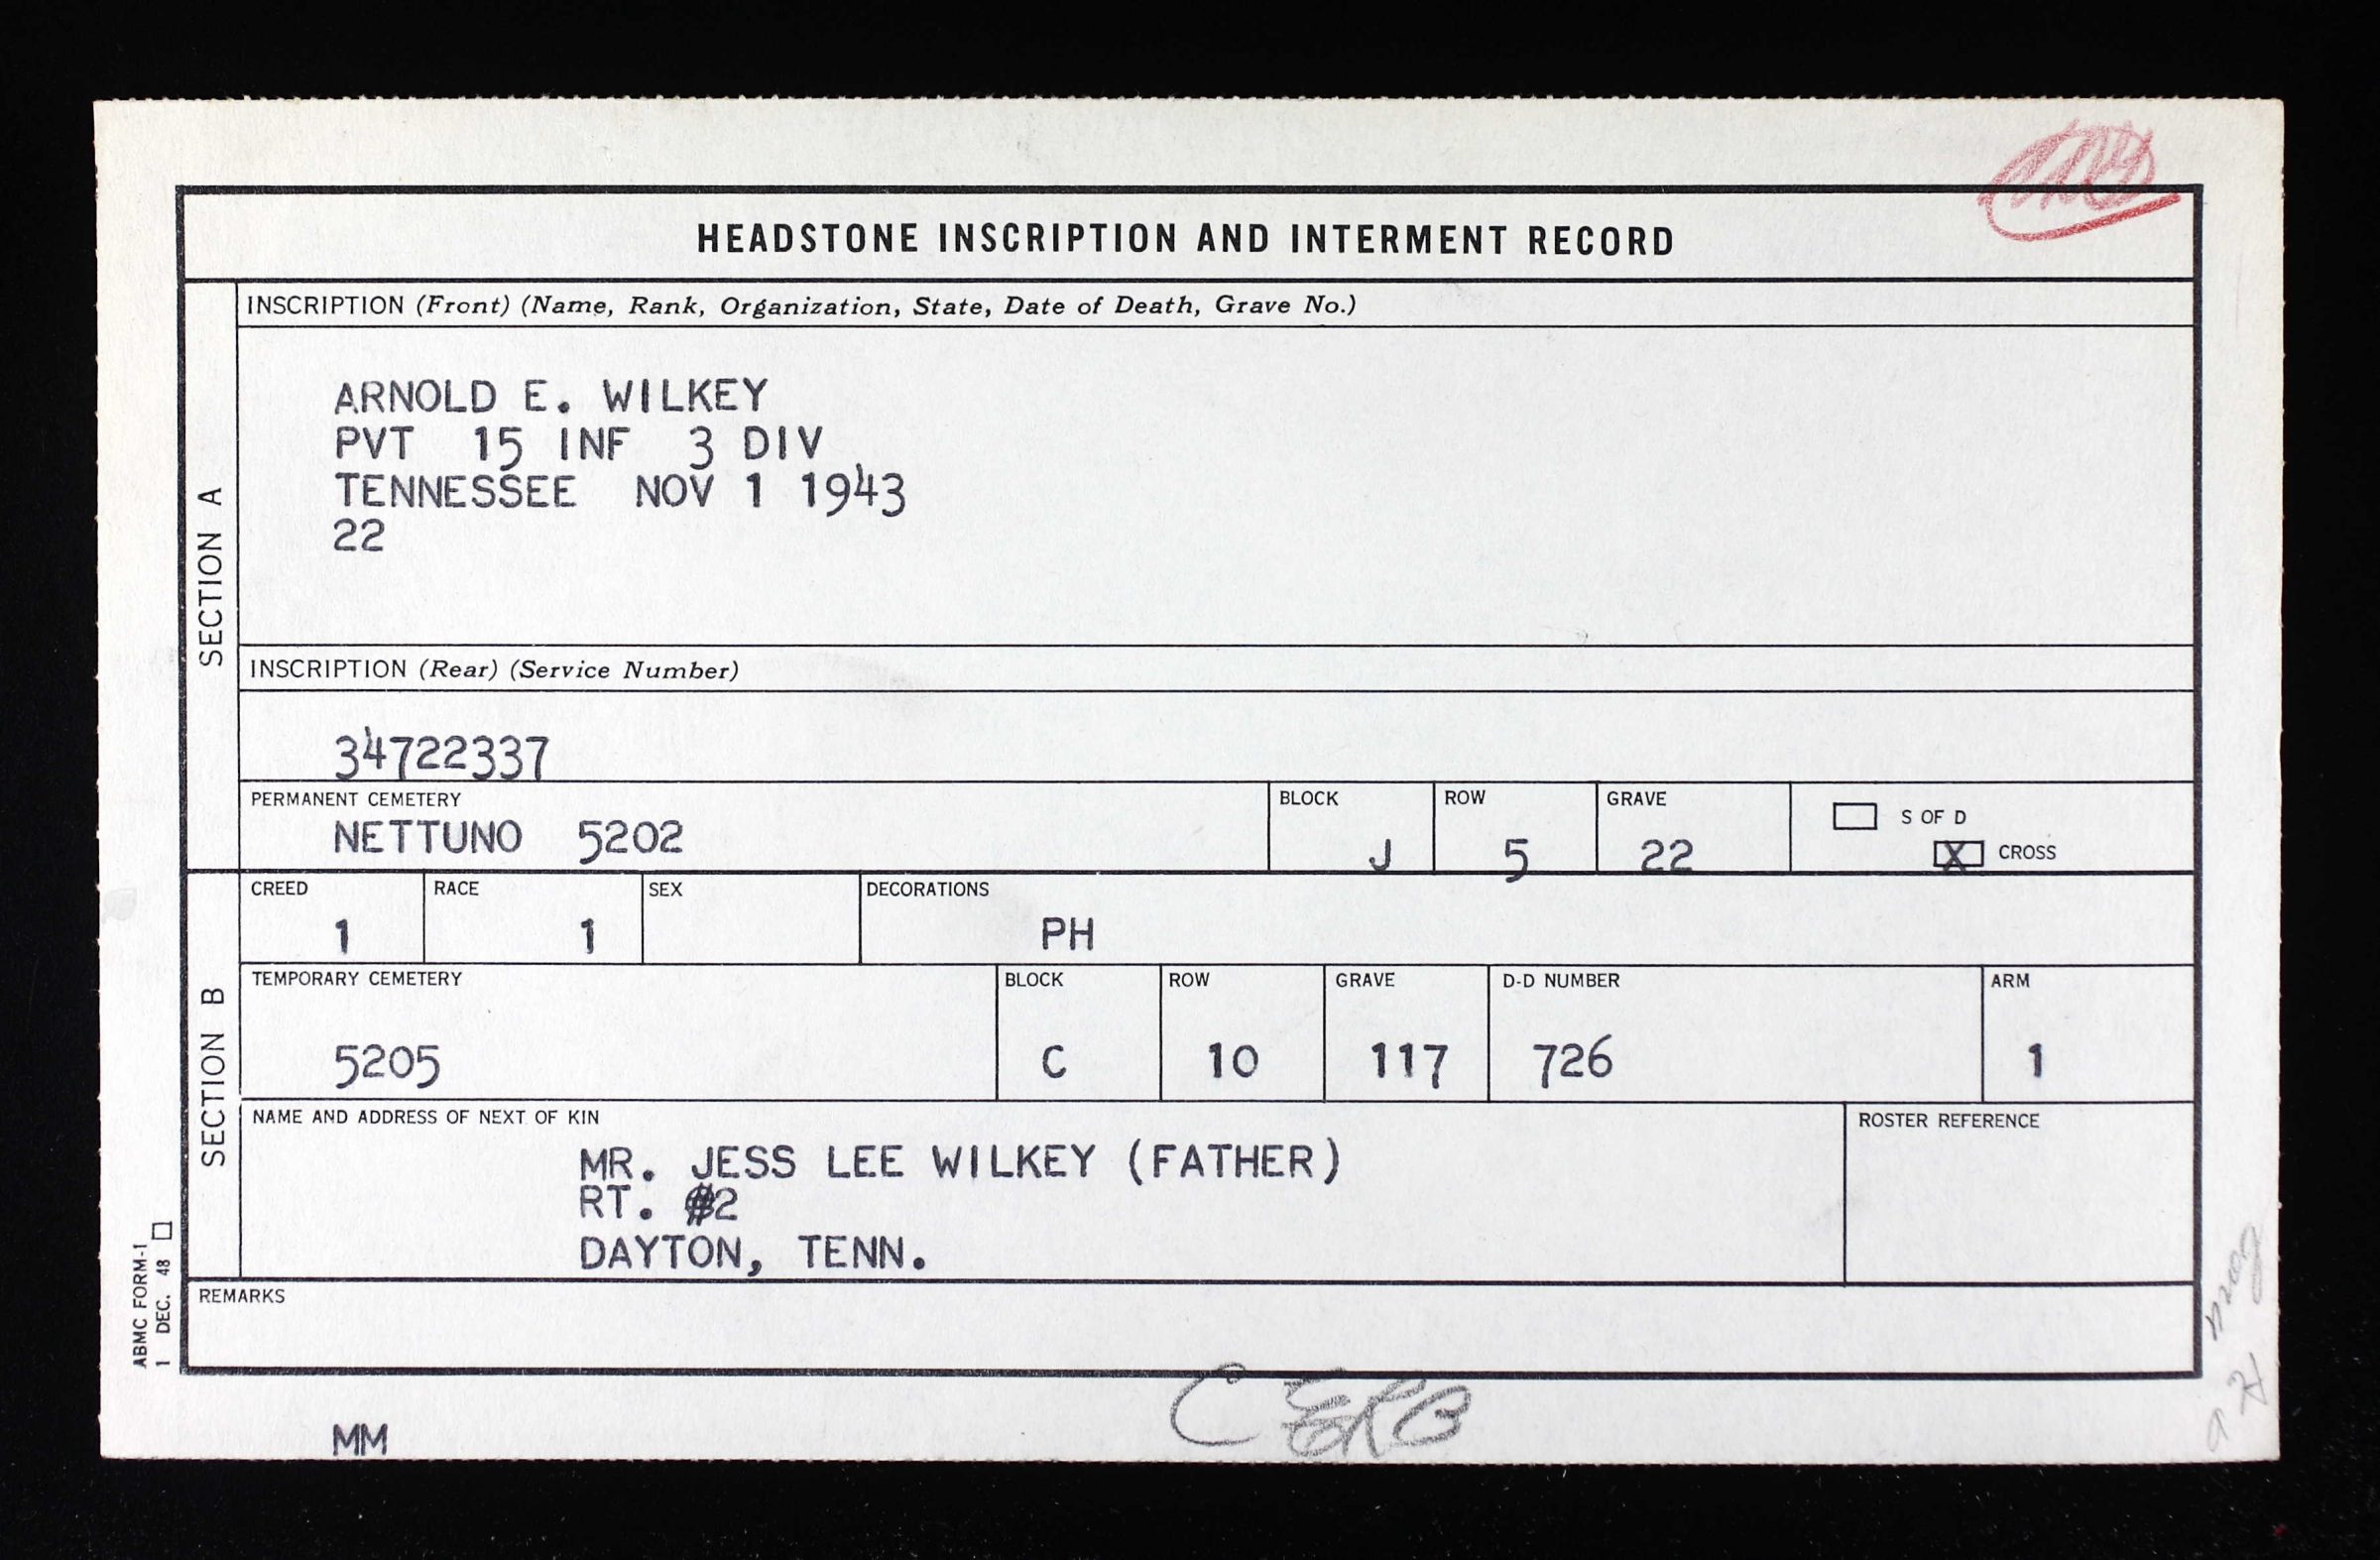 HEADSTONE INSCRIPTION AND INTERMENT RECORD
SECTION A
INSCRIPTION (Front) (Name, Rank, Organization, State, Date of Death, Grave No.)
ARNOLD E. WILKEY
PVT 15 INF 3 DIV
TENNESSEE NOV 1 1943
22
INSCRIPTION (Rear) (Service Number)
34722337
PERMANENT CEMETERY
NETTUNO 5202
BLOCK
J
ROW
5
GRAVE
22
S OF D
X CROSS
SECTION B
CREED
1
RACE
1
SEX
DECORATIONS
PH
TEMPORARY CEMETERY
5205
BLOCK
C
ROW
10
GRAVE
117
D-D NUMBER
726
ARM
1
NAME AND ADDRESS OF NEXT OF KIN
MR. JESS LEE WILKEY (FATHER)
RT. #2
DAYTON, TENN.
ROSTER REFERENCE
REMARKS
ABMC FORM-1
1 DEC. 48
MM